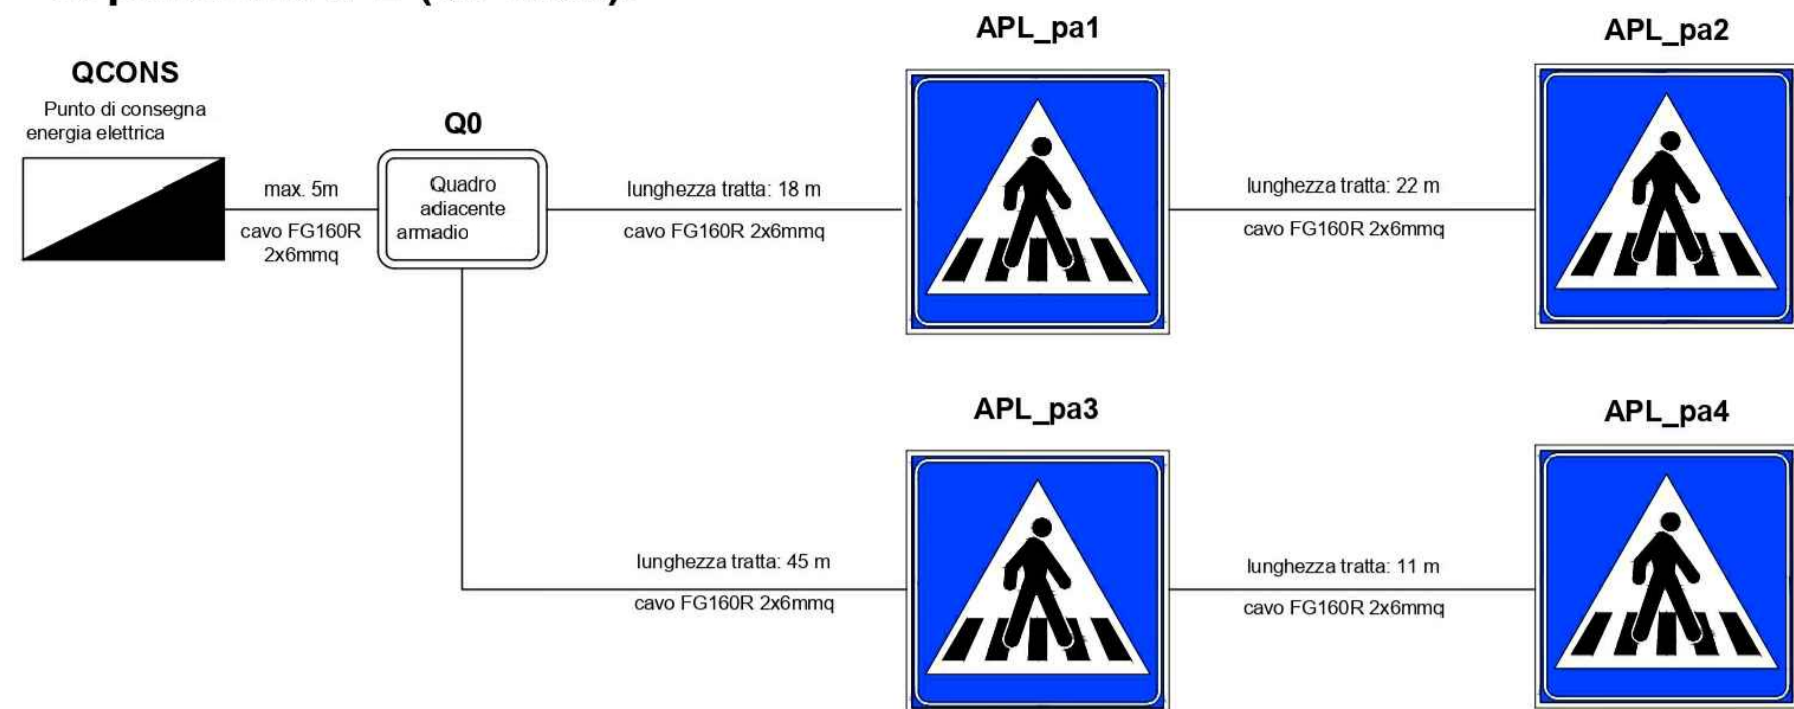 QCONS
Punto di consegna
energia elettrica
max. 5m
cavo FG160R
2x6mmq
Q0
Quadro
adiacente
armadio
lunghezza tratta: 18 m
cavo FG160R 2x6mmq
APL_pa1
lunghezza tratta: 22 m
cavo FG160R 2x6mmq
APL_pa2
lunghezza tratta: 45 m
cavo FG160R 2x6mmq
APL_pa3
lunghezza tratta: 11 m
cavo FG160R 2x6mmq
APL_pa4